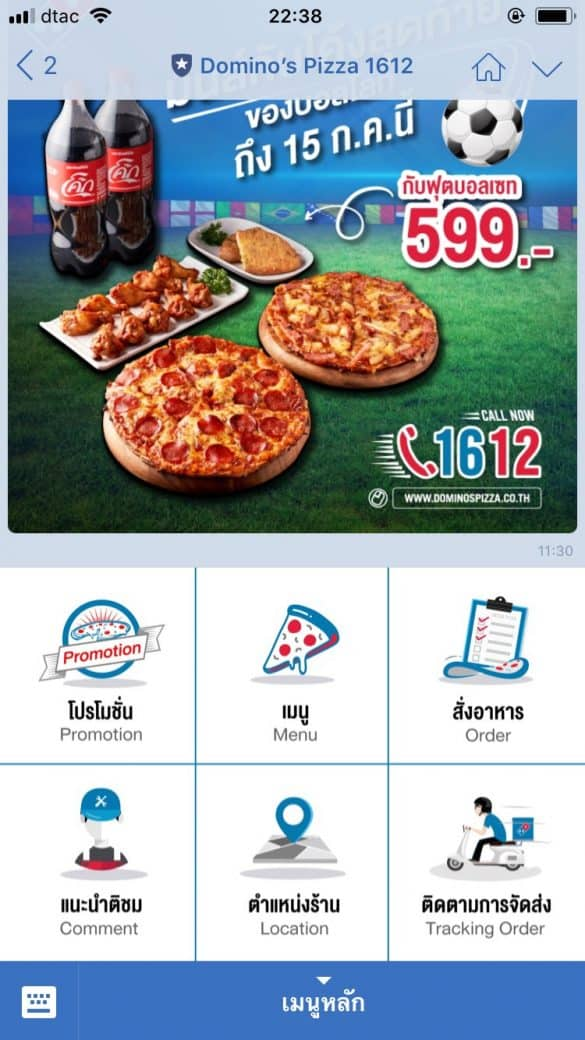 dtac
22:38
2
Domino's Pizza 1612
ถึง 15 ก.ค.นี้
กับฟุตบอลเซท
599.-
CALL NOW
1612
WWW.DOMINOSPIZZA.CO.TH
11:30
Promotion
โปรโมชั่น
Promotion
เมนู
Menu
สั่งอาหาร
Order
แนะนำติชม
Comment
ตำแหน่งร้าน
Location
ติดตามการจัดส่ง
Tracking Order
เมนูหลัก